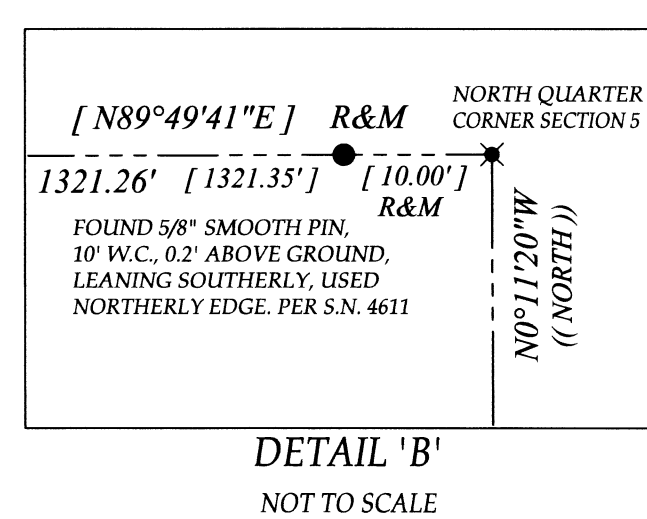 NORTH QUARTER
CORNER SECTION 5
[ N89°49'41"E ] R&M
1321.26' [ 1321.35' ] [ 10.00' ]
R&M
FOUND 5/8" SMOOTH PIN,
10' W.C., 0.2' ABOVE GROUND,
LEANING SOUTHERLY, USED
NORTHERLY EDGE. PER S.N. 4611
N0°11'20"W
(( NORTH ))
DETAIL 'B'
NOT TO SCALE